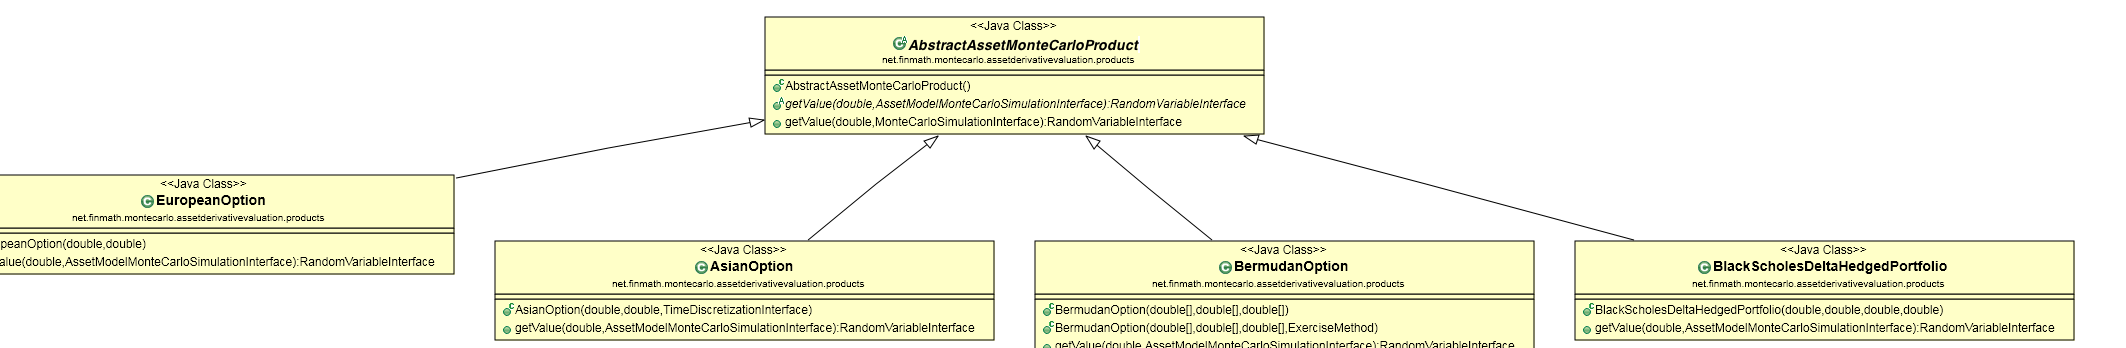 <<Java Class>>
AbstractAssetMonteCarloProduct
net.finmath.montecarlo.assetderivativevaluation.products
AbstractAssetMonteCarloProduct()
getValue(double,AssetModelMonteCarloSimulationInterface):RandomVariableInterface
getValue(double,MonteCarloSimulationInterface):RandomVariableInterface
<<Java Class>>
EuropeanOption
net.finmath.montecarlo.assetderivativevaluation.products
peanOption(double,double)
alue(double,AssetModelMonteCarloSimulationInterface):RandomVariableInterface
<<Java Class>>
AsianOption
net.finmath.montecarlo.assetderivativevaluation.products
AsianOption(double,double,TimeDiscretizationInterface)
getValue(double,AssetModelMonteCarloSimulationInterface):RandomVariableInterface
<<Java Class>>
BermudanOption
net.finmath.montecarlo.assetderivativevaluation.products
BermudanOption(double[],double[],double[])
BermudanOption(double[],double[],double[],ExerciseMethod)
getValue(double,AssetModelMonteCarloSimulationInterface):RandomVariableInterface
<<Java Class>>
BlackScholesDeltaHedgedPortfolio
net.finmath.montecarlo.assetderivativevaluation.products
BlackScholesDeltaHedgedPortfolio(double,double,double,double)
getValue(double,AssetModelMonteCarloSimulationInterface):RandomVariableInterface